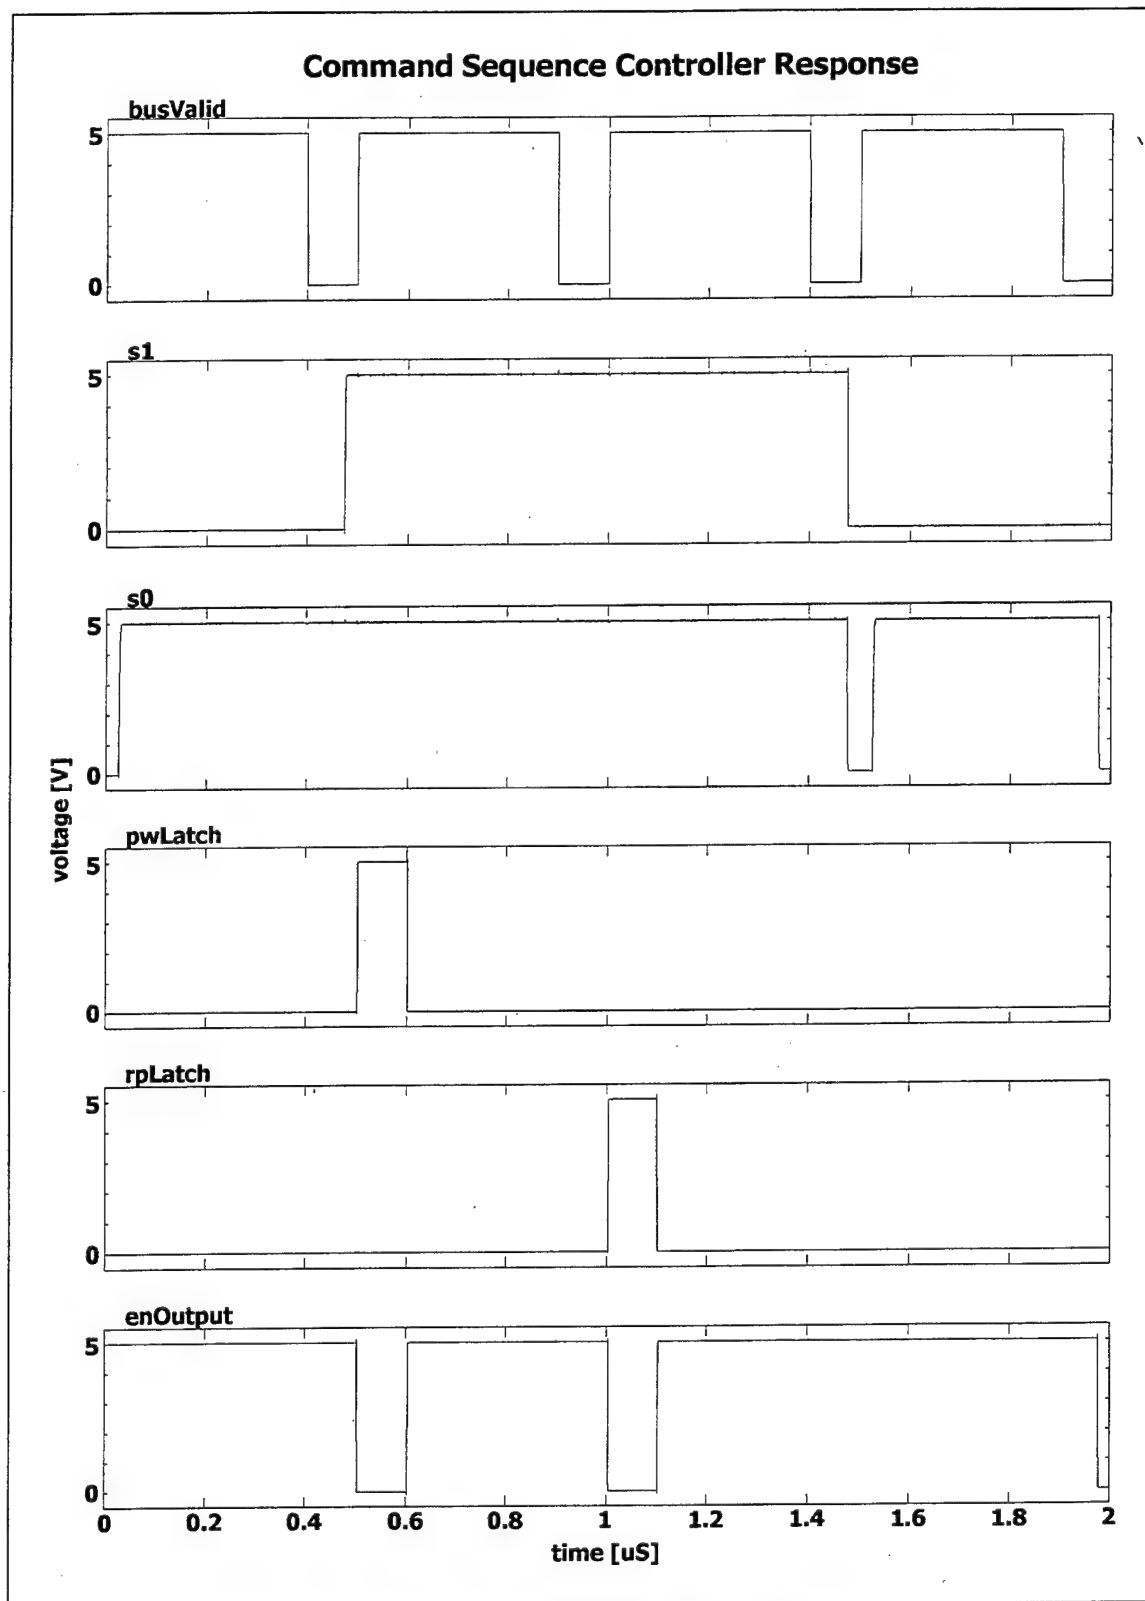 Command Sequence Controller Response
busValid
5
0
s1
5
0
s0
5
0
pwLatch
5
0
rpLatch
5
0
enOutput
5
0
voltage [V]
0 0.2 0.4 0.6 0.8 1 1.2 1.4 1.6 1.8 2
time [uS]